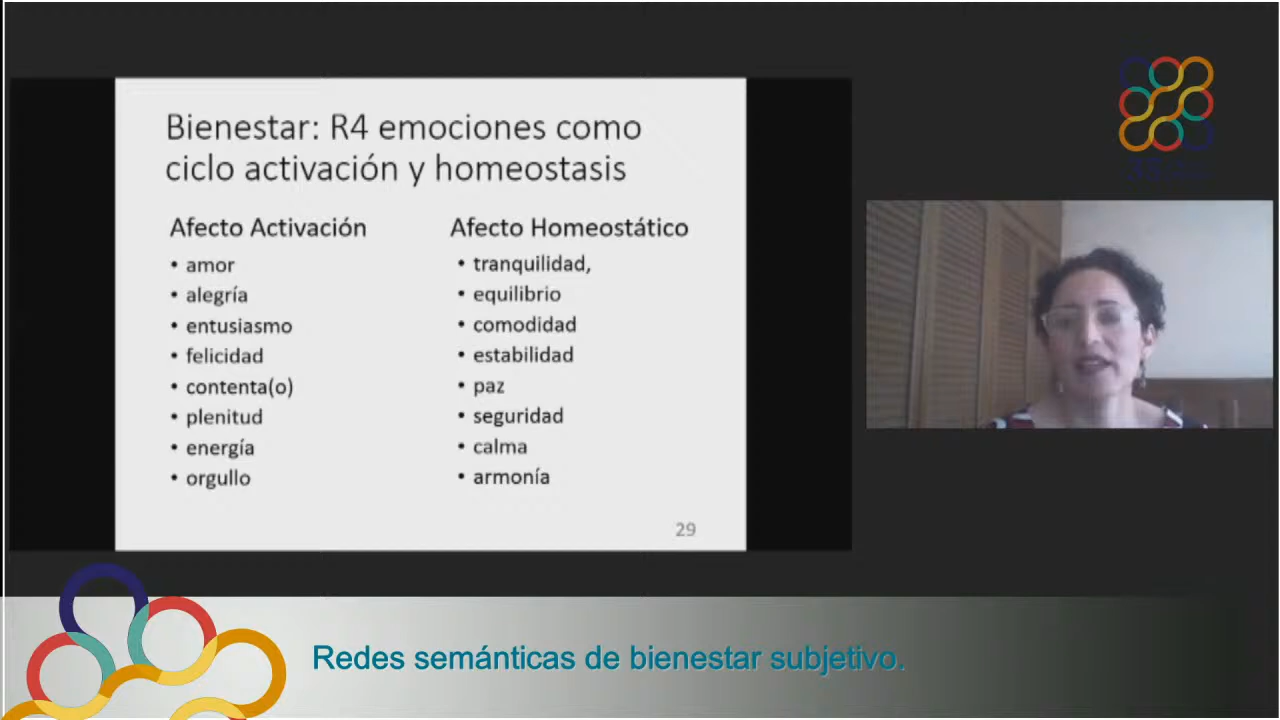 Bienestar: R4 emociones como
ciclo activación y homeostasis
Afecto Activación
• amor
• alegría
• entusiasmo
• felicidad
• contenta(o)
• plenitud
• energía
• orgullo
Afecto Homeostático
• tranquilidad,
• equilibrio
• comodidad
• estabilidad
• paz
• seguridad
• calma
• armonía
29
Redes semánticas de bienestar subjetivo.